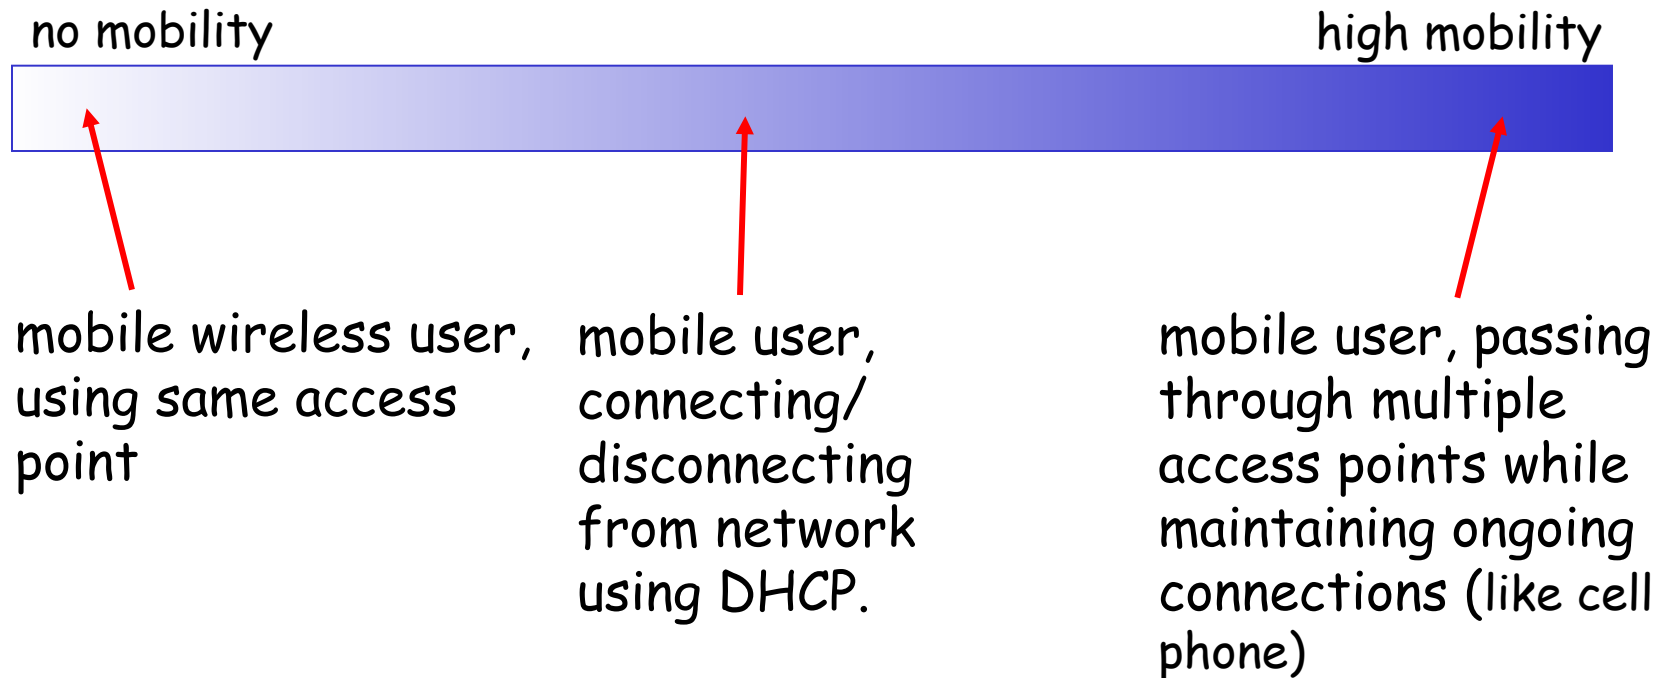 no mobility
high mobility
mobile wireless user,
using same access
point
mobile user,
connecting/
disconnecting
from network
using DHCP.
mobile user, passing
through multiple
access points while
maintaining ongoing
connections (like cell
phone)